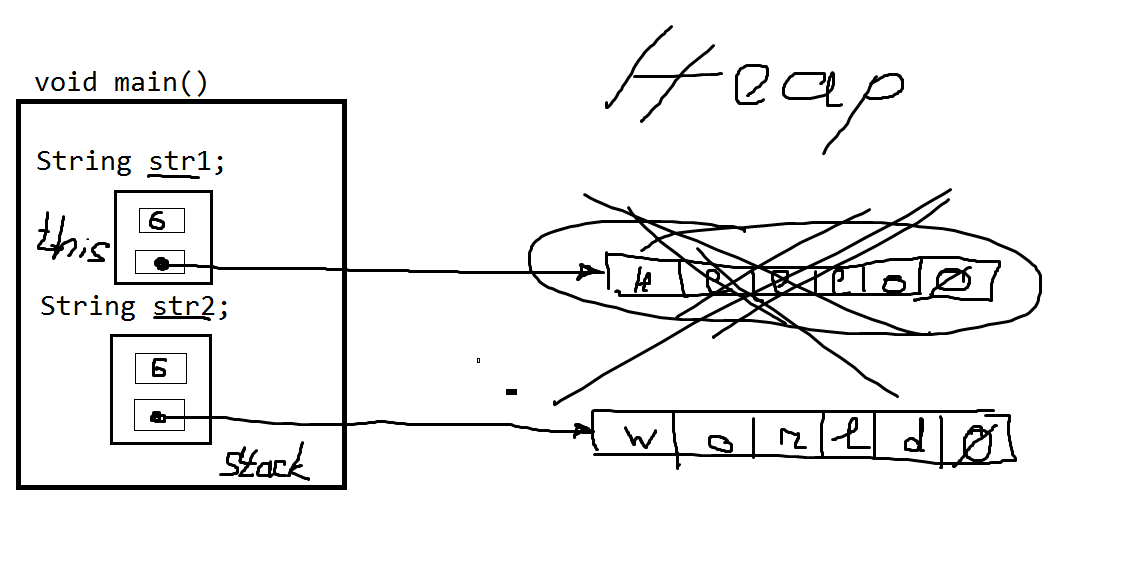 Heap
void main()
String str1;
6
this
h e l l o Ø
String str2;
6
w o r l d Ø
stack